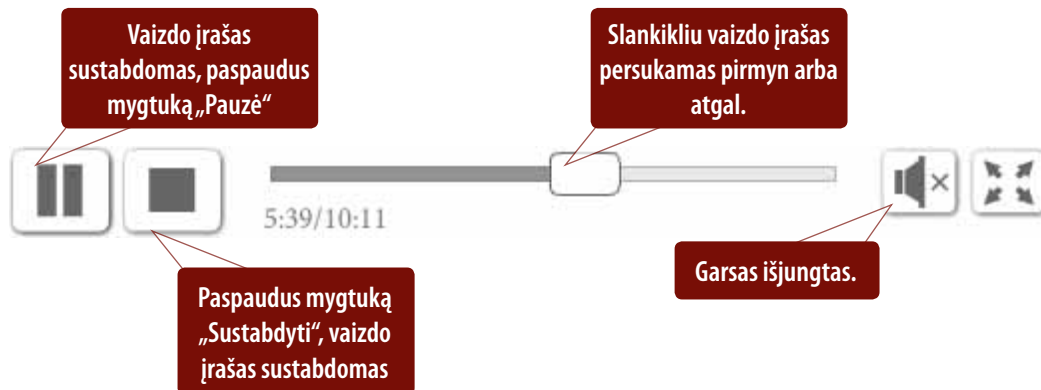 Vaizdo įrašas
sustabdomas, paspaudus
mygtuką „Pauzė“
Slankikliu vaizdo įrašas
persukamas pirmyn arba
atgal.
5:39/10:11
Garsas išjungtas.
Paspaudus mygtuką
„Sustabdyti“, vaizdo
įrašas sustabdomas